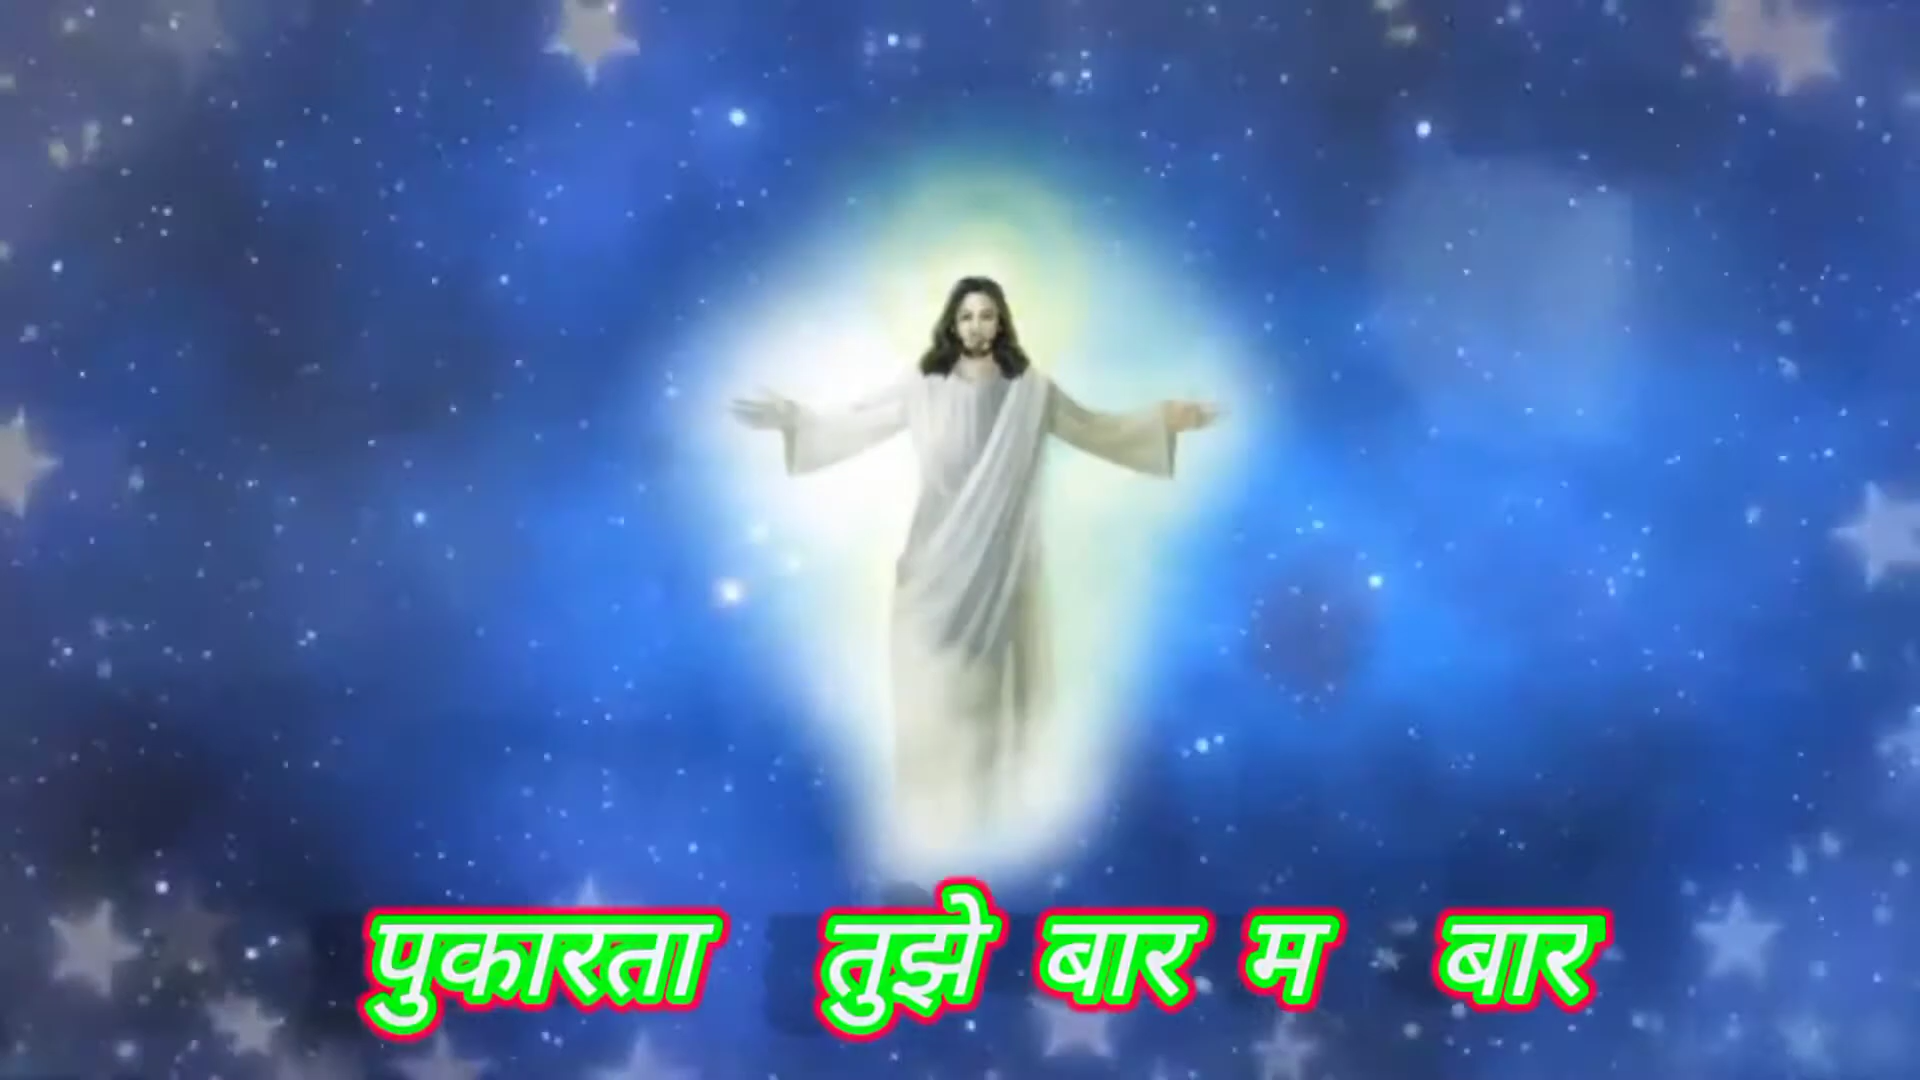 पुकारता तुझे बार म बार